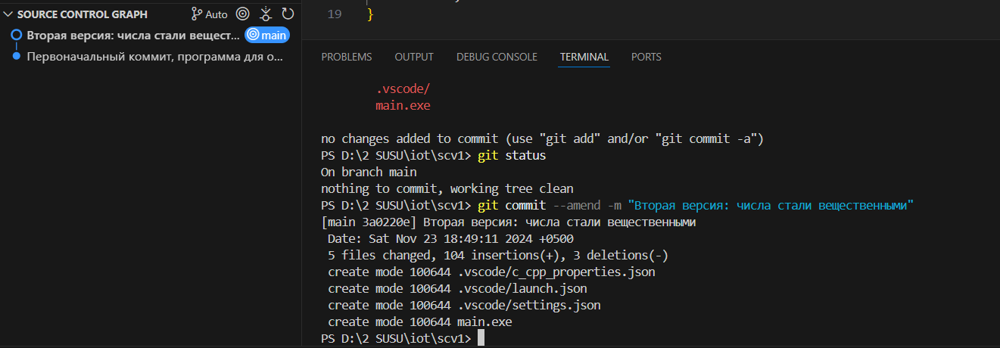 SOURCE CONTROL GRAPH
Auto
Вторая версия: числа стали вещест...
main
Первоначальный коммит, программа для о...
19 }
PROBLEMS OUTPUT DEBUG CONSOLE TERMINAL PORTS
.vscode/
main.exe
no changes added to commit (use "git add" and/or "git commit -a")
PS D:\2 SUSU\iot\scv1> git status
On branch main
nothing to commit, working tree clean
PS D:\2 SUSU\iot\scv1> git commit --amend -m "Вторая версия: числа стали вещественными"
[main 3a0220e] Вторая версия: числа стали вещественными
Date: Sat Nov 23 18:49:11 2024 +0500
5 files changed, 104 insertions(+), 3 deletions(-)
create mode 100644 .vscode/c_cpp_properties.json
create mode 100644 .vscode/launch.json
create mode 100644 .vscode/settings.json
create mode 100644 main.exe
PS D:\2 SUSU\iot\scv1>